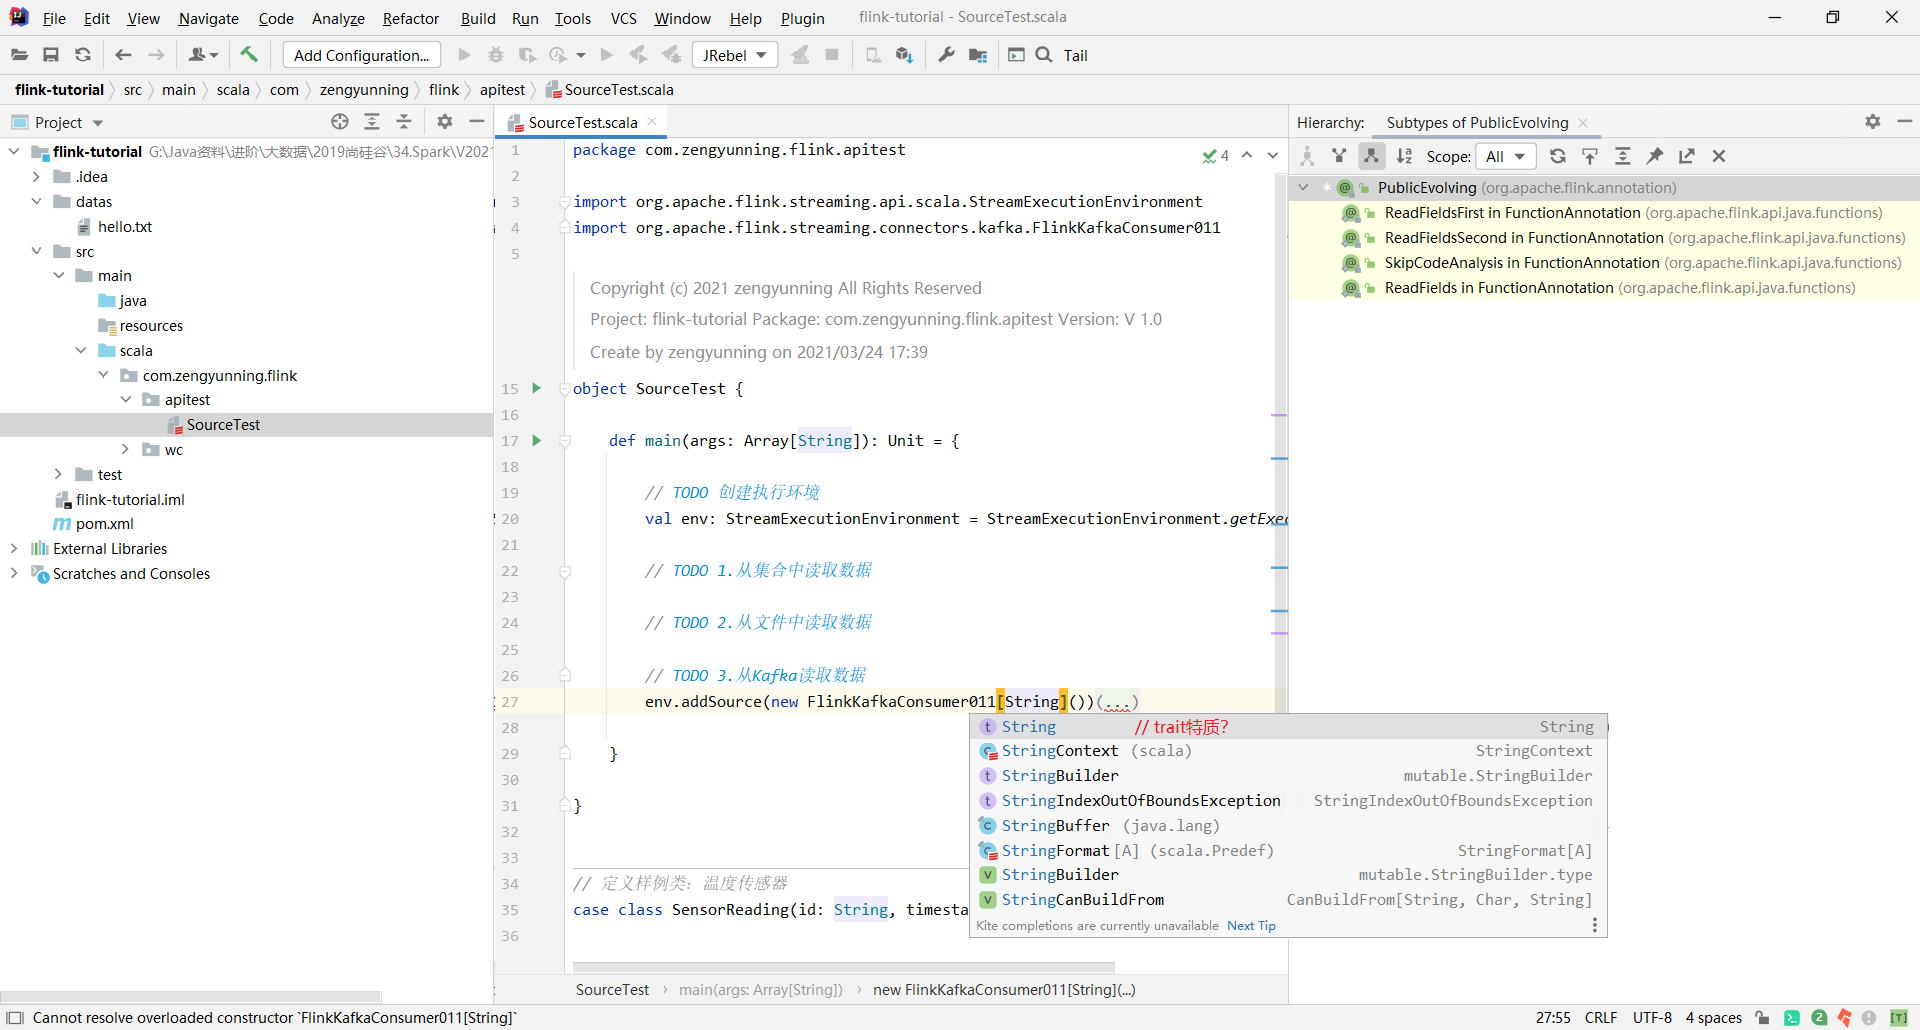 File Edit View Navigate Code Analyze Refactor Build Run Tools VCS Window Help Plugin flink-tutorial - SourceTest.scala
Add Configuration... JRebel Tail
flink-tutorial src main scala com zengyunning flink apitest SourceTest.scala
Project
SourceTest.scala
Hierarchy: Subtypes of PublicEvolving
flink-tutorial G:\Java资料\进阶\大数据\2019尚硅谷\34.Spark\V2021
.idea
datas
hello.txt
src
main
java
resources
scala
com.zengyunning.flink
apitest
SourceTest
wc
test
flink-tutorial.iml
pom.xml
External Libraries
Scratches and Consoles
4
1 package com.zengyunning.flink.apitest
2
3 import org.apache.flink.streaming.api.scala.StreamExecutionEnvironment
4 import org.apache.flink.streaming.connectors.kafka.FlinkKafkaConsumer011
5
Copyright (c) 2021 zengyunning All Rights Reserved
Project: flink-tutorial Package: com.zengyunning.flink.apitest Version: V 1.0
Create by zengyunning on 2021/03/24 17:39
15 object SourceTest {
16
17 def main(args: Array[String]): Unit = {
18
19 // TODO 创建执行环境
20 val env: StreamExecutionEnvironment = StreamExecutionEnvironment.getExec
21
22 // TODO 1.从集合中读取数据
23
24 // TODO 2.从文件中读取数据
25
26 // TODO 3.从Kafka读取数据
27 env.addSource(new FlinkKafkaConsumer011[String]())(...)
28
29 }
30
31 }
32
33
34 // 定义样例类: 温度传感器
35 case class SensorReading(id: String, timesta
36
String // trait特质? String
StringContext (scala) StringContext
StringBuilder mutable.StringBuilder
StringIndexOutOfBoundsException StringIndexOutOfBoundsException
StringBuffer (java.lang)
StringFormat[A] (scala.Predef) StringFormat[A]
StringBuilder mutable.StringBuilder.type
StringCanBuildFrom CanBuildFrom[String, Char, String]
Kite completions are currently unavailable Next Tip
Scope: All
PublicEvolving (org.apache.flink.annotation)
ReadFieldsFirst in FunctionAnnotation (org.apache.flink.api.java.functions)
ReadFieldsSecond in FunctionAnnotation (org.apache.flink.api.java.functions)
SkipCodeAnalysis in FunctionAnnotation (org.apache.flink.api.java.functions)
ReadFields in FunctionAnnotation (org.apache.flink.api.java.functions)
SourceTest main(args: Array[String]) new FlinkKafkaConsumer011[String](...)
Cannot resolve overloaded constructor `FlinkKafkaConsumer011[String]` 27:55 CRLF UTF-8 4 spaces 2 [T]